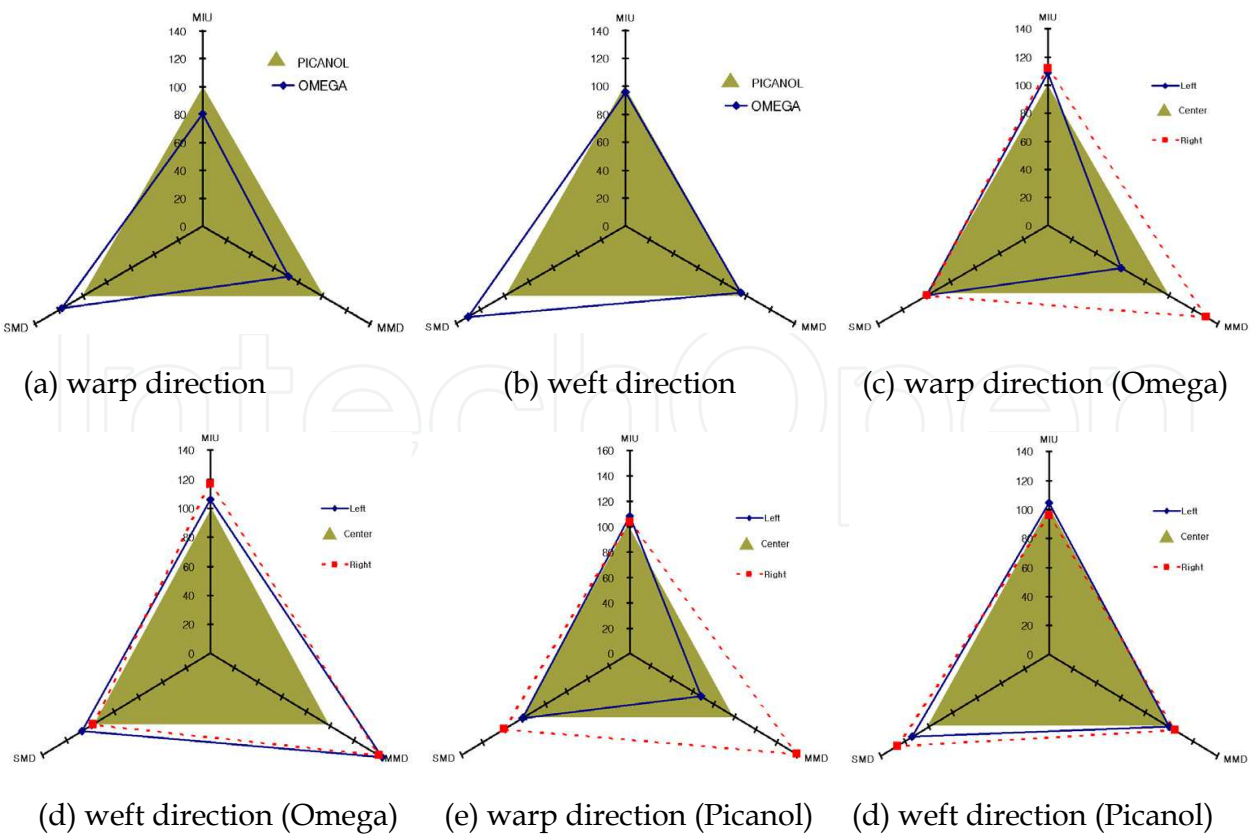 MIU
140
120
100
80
60
40
20
0
SMD
MMD
PICANOL
OMEGA
(a) warp direction
MIU
140
120
100
80
60
40
20
0
SMD
MMD
PICANOL
OMEGA
(b) weft direction
MIU
140
120
100
80
60
40
20
0
SMD
MMD
Left
Center
Right
(c) warp direction (Omega)
IntechOpen
MIU
140
120
100
80
60
40
20
0
SMD
MMD
Left
Center
Right
(d) weft direction (Omega)
MIU
160
140
120
100
80
60
40
20
0
SMD
MMD
Left
Center
Right
(e) warp direction (Picanol)
MIU
140
120
100
80
60
40
20
0
SMD
MMD
Left
Center
Right
(d) weft direction (Picanol)